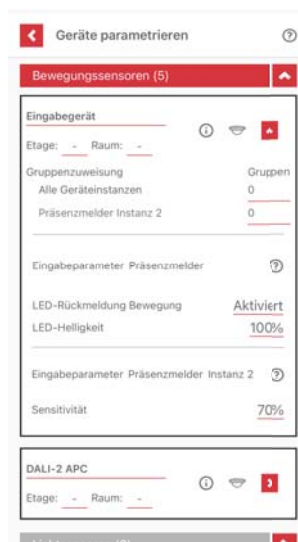 Geräte parametrieren
Bewegungssensoren (5)
Eingabegerät
Etage: - Raum: -
Gruppenzuweisung Gruppen
Alle Geräteinstanzen 0
Präsenzmelder Instanz 2 0
Eingabeparameter Präsenzmelder
LED-Rückmeldung Bewegung Aktiviert
LED-Helligkeit 100%
Eingabeparameter Präsenzmelder Instanz 2
Sensitivität 70%
DALI-2 APC
Etage: - Raum: -